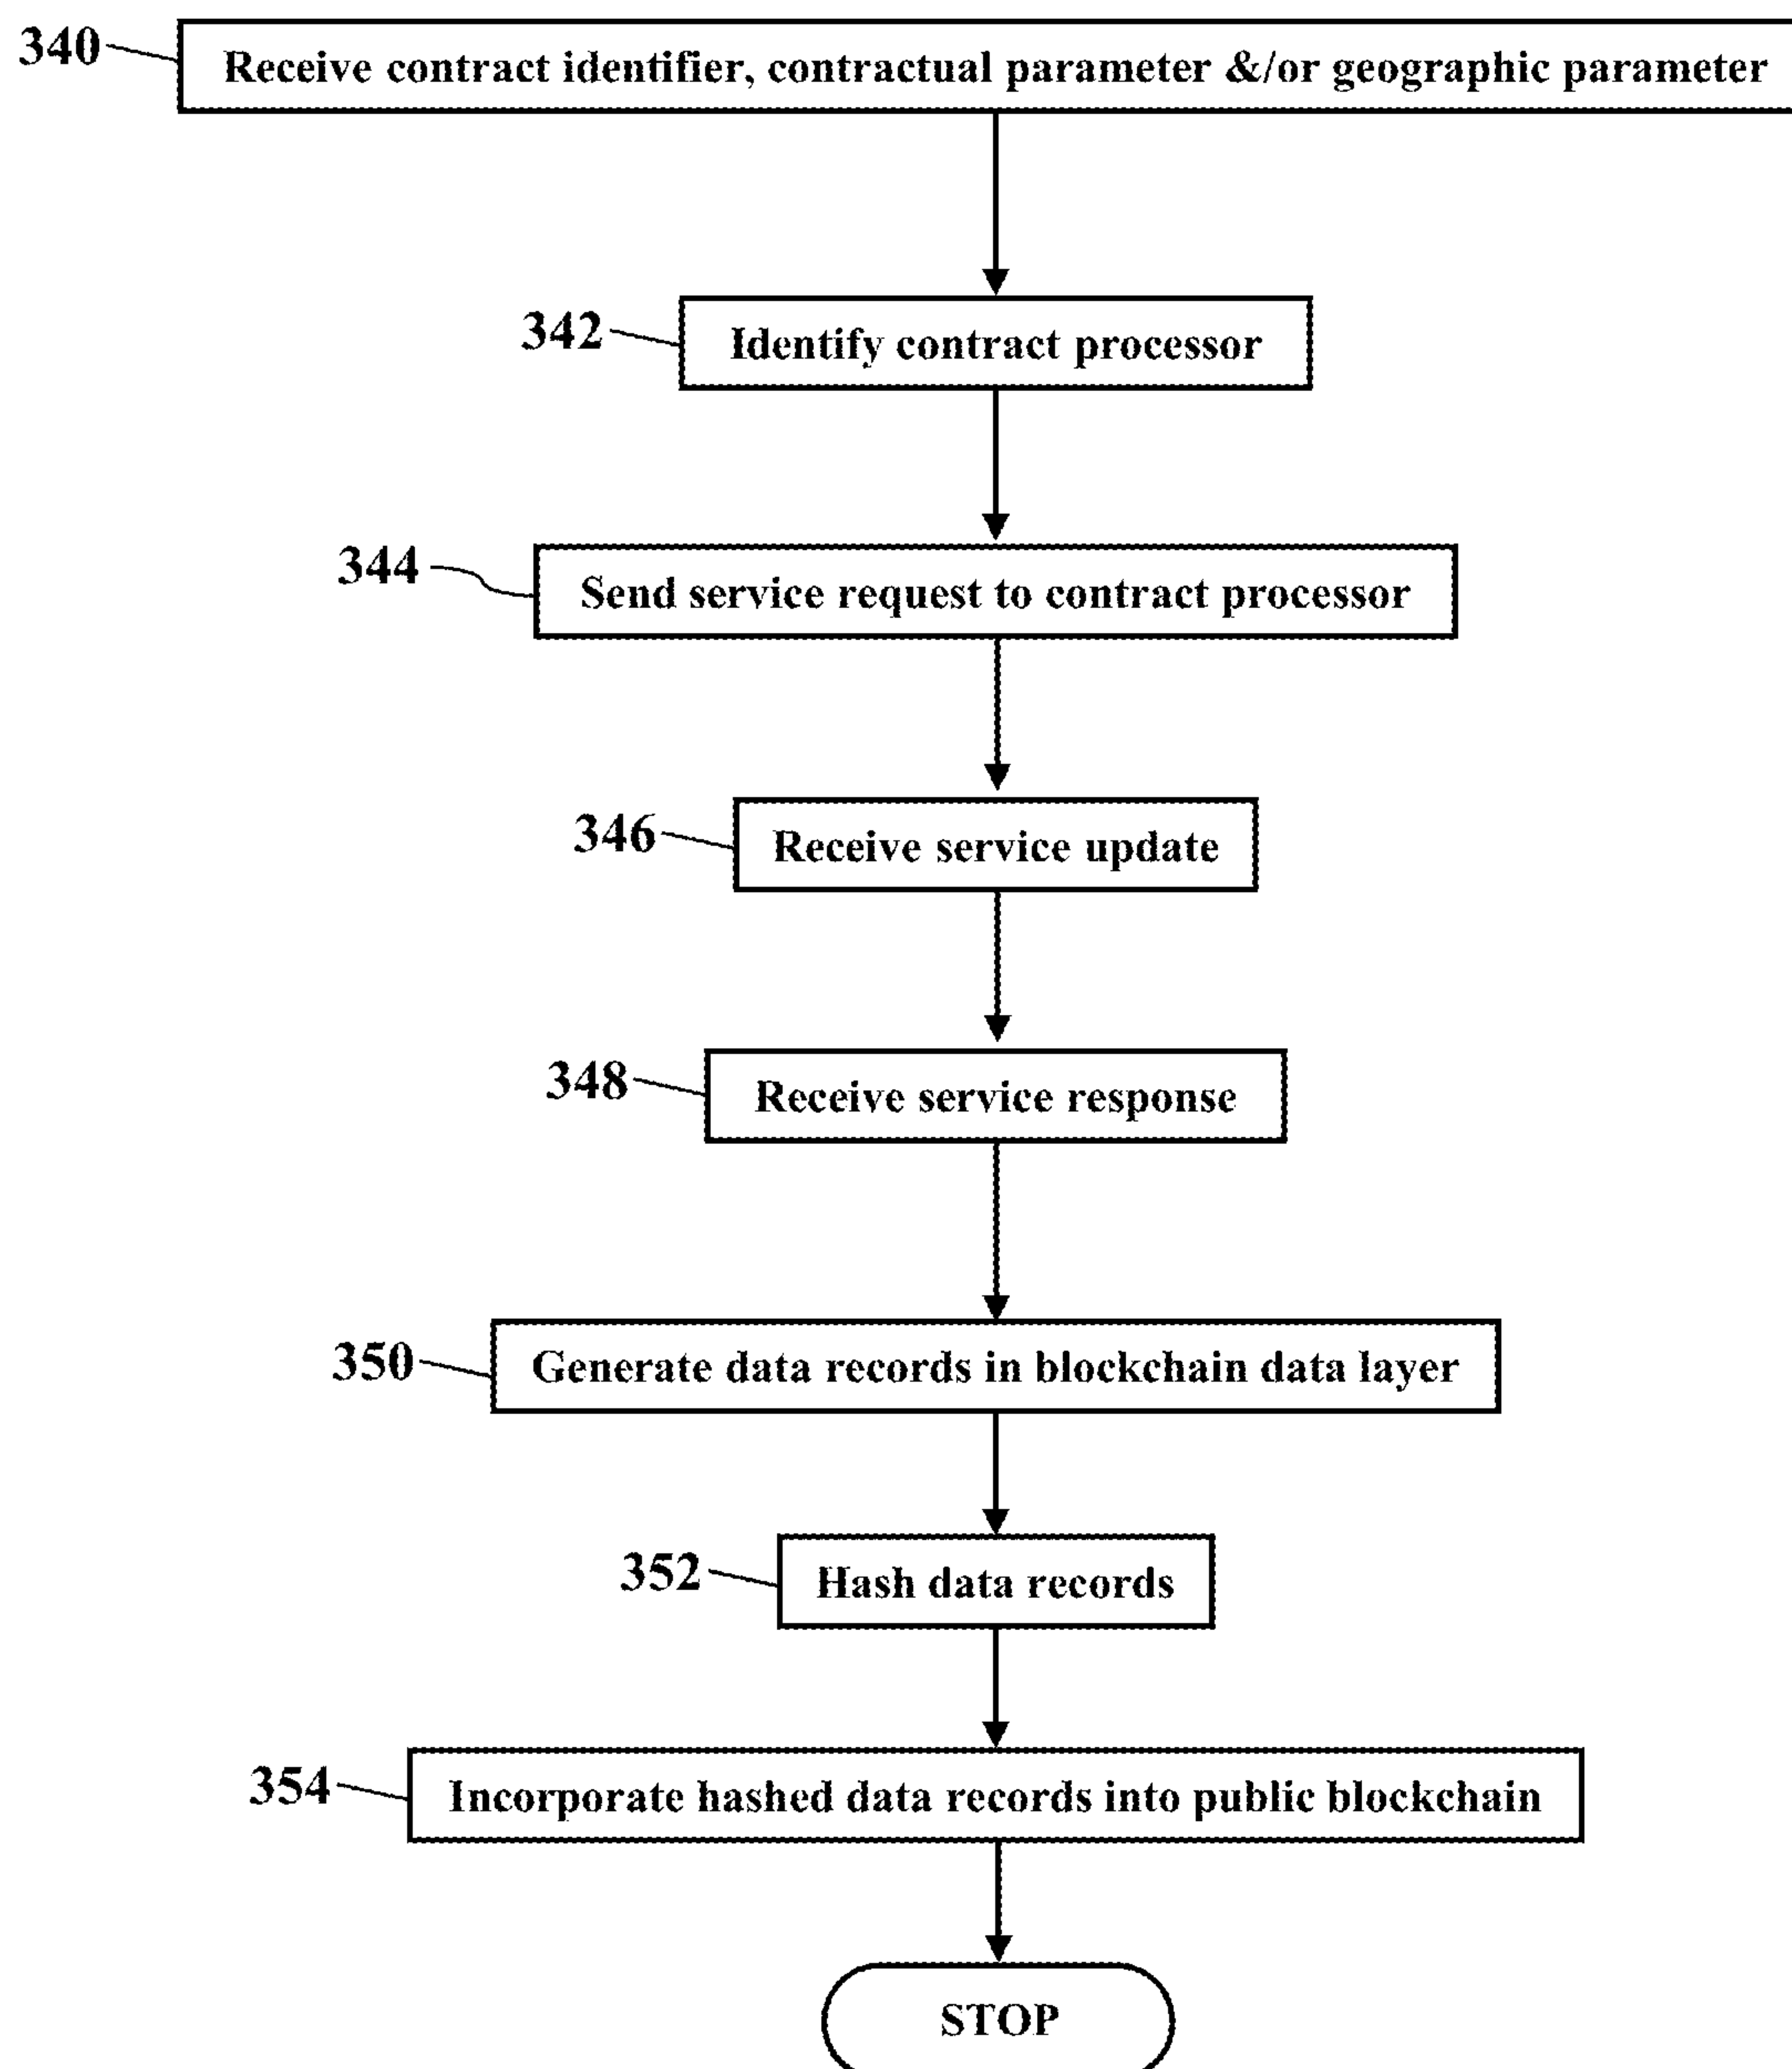 340
Receive contract identifier, contractual parameter &/or geographic parameter
342
Identify contract processor
344
Send service request to contract processor
346
Receive service update
348
Receive service response
350
Generate data records in blockchain data layer
352
Hash data records
354
Incorporate hashed data records into public blockchain
STOP